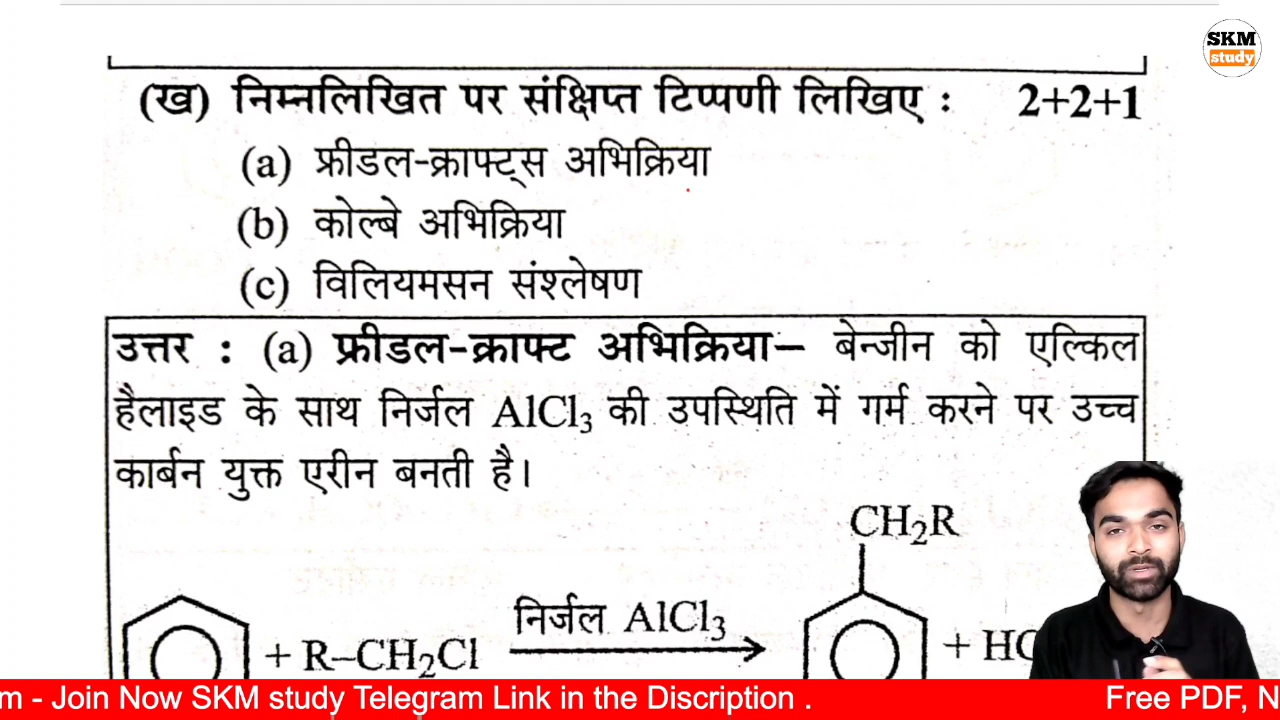 SKM
study
(ख) निम्नलिखित पर संक्षिप्त टिप्पणी लिखिए : 2+2+1
(a) फ्रीडल-क्राफ्ट्स अभिक्रिया
(b) कोल्बे अभिक्रिया
(c) विलियमसन संश्लेषण
उत्तर : (a) फ्रीडल-क्राफ्ट अभिक्रिया– बेन्जीन को एल्किल
हैलाइड के साथ निर्जल AlCl₃ की उपस्थिति में गर्म करने पर उच्च
कार्बन युक्त एरीन बनती है।
CH₂R
निर्जल AlCl₃
+ R–CH₂Cl + HC
m - Join Now SKM study Telegram Link in the Discription . Free PDF, N